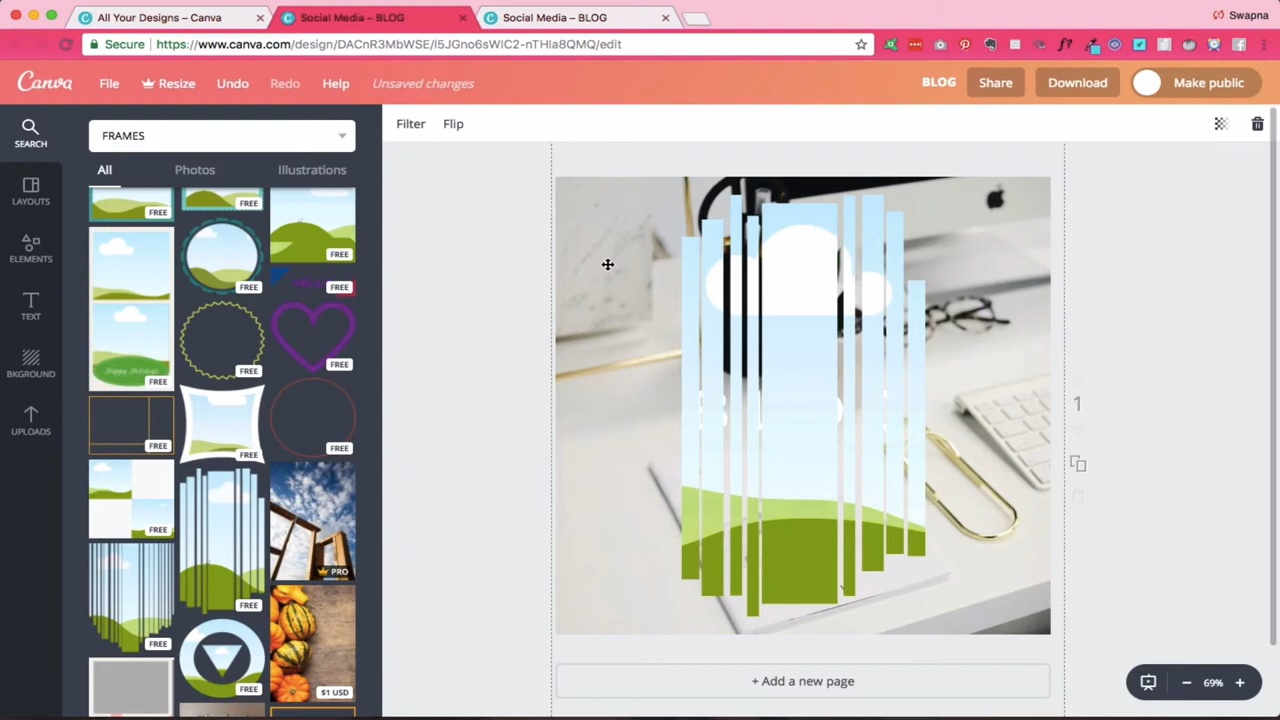 All Your Designs – Canva
Social Media – BLOG
Social Media – BLOG
Swapna
Secure
https://www.canva.com/design/DACnR3MbWSE/I5JGno6sWIC2-nTHIa8QMQ/edit
Canva
File
Resize
Undo
Redo
Help
Unsaved changes
BLOG
Share
Download
Make public
SEARCH
LAYOUTS
ELEMENTS
TEXT
BKGROUND
UPLOADS
FRAMES
All
Photos
Illustrations
Filter
Flip
FREE
FREE
FREE
FREE
FREE
Happy Holidays
FREE
FREE
FREE
FREE
FREE
FREE
FREE
PRO
FREE
FREE
FREE
$1 USD
1
+ Add a new page
69%